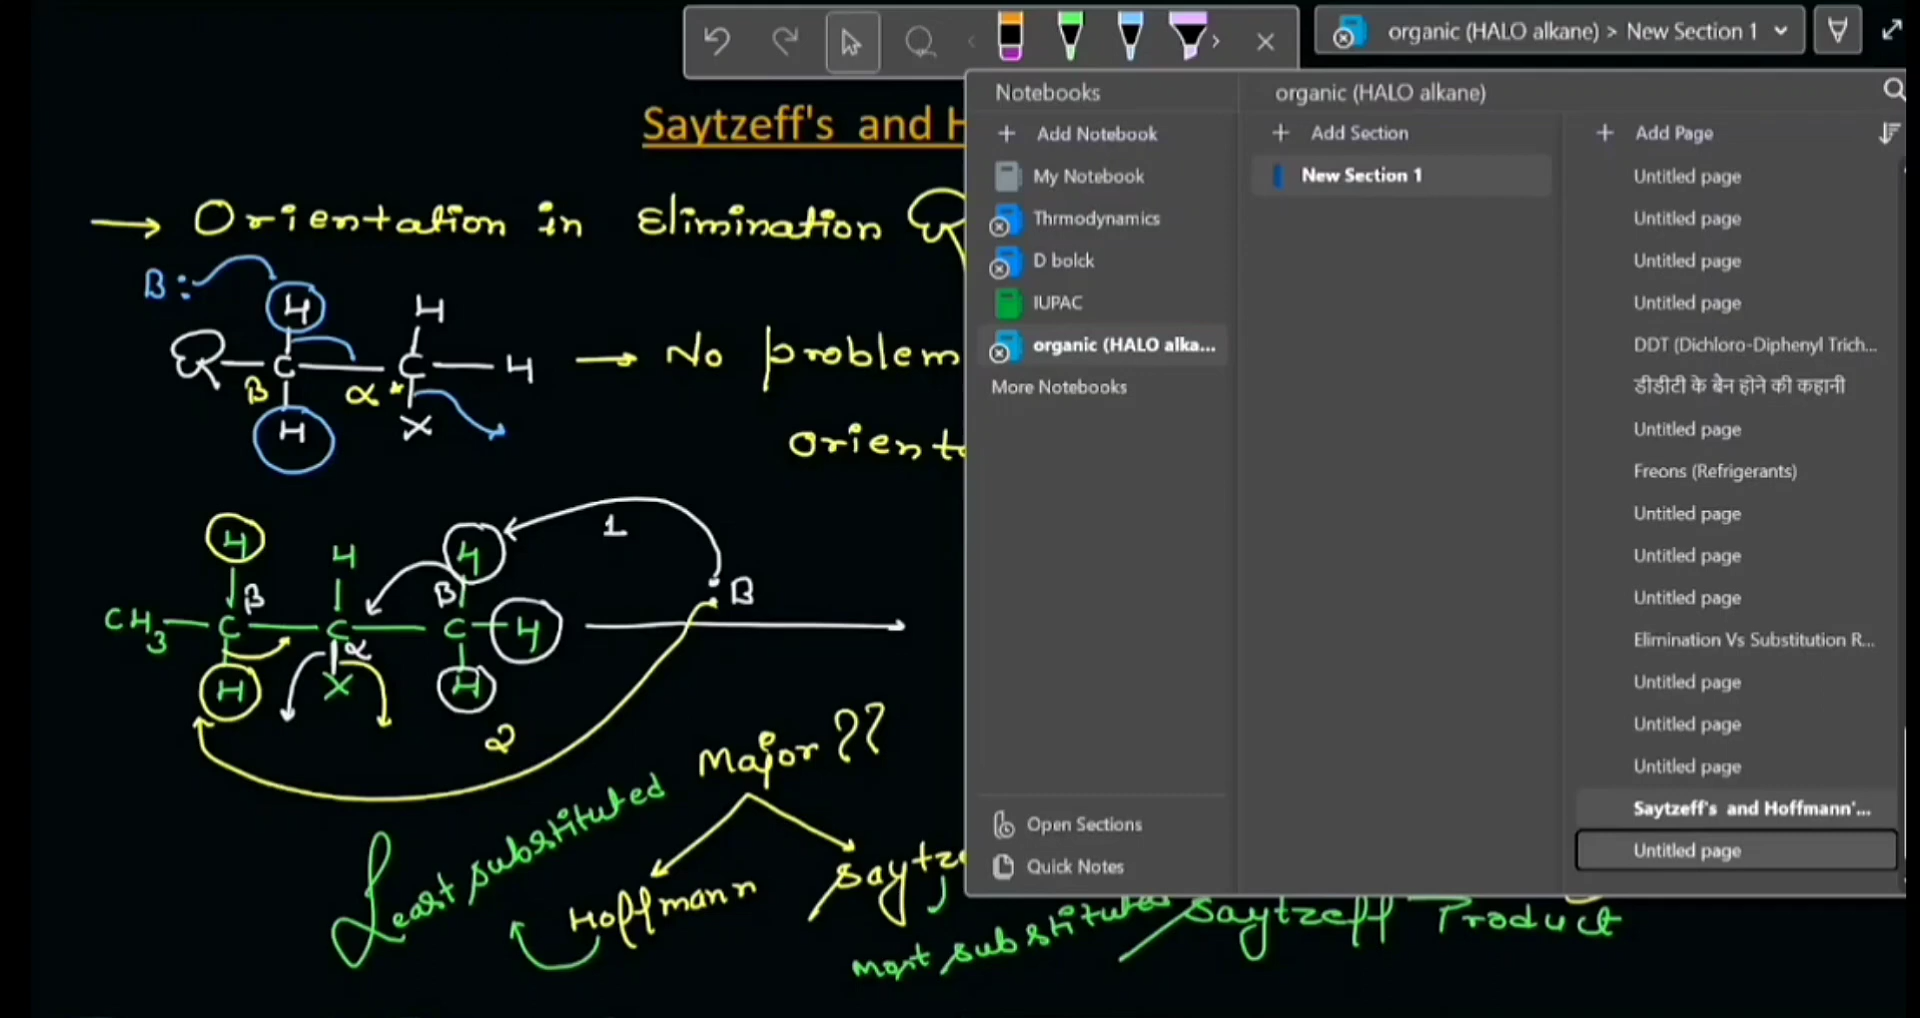 organic (HALO alkane) > New Section 1
Notebooks
organic (HALO alkane)
+ Add Notebook
+ Add Section
+ Add Page
My Notebook
New Section 1
Untitled page
Thrmodynamics
Untitled page
D bolck
Untitled page
IUPAC
Untitled page
organic (HALO alka...
DDT (Dichloro-Diphenyl Trich...
More Notebooks
डीडीटी के बैन होने की कहानी
Untitled page
Freons (Refrigerants)
Untitled page
Untitled page
Untitled page
Elimination Vs Substitution R...
Untitled page
Untitled page
Untitled page
Open Sections
Saytzeff's and Hoffmann'...
Quick Notes
Untitled page
Saytzeff's and H
→ Orientation in Elimination R
B:
H H
R—C—C—H → No problem
β α *
H X
orient
1
H H H
β β :B
CH3—C—C—C—H
α
H X H
2
Major ??
Least substituted
Hoffmann Saytze
most substituted Saytzeff Product